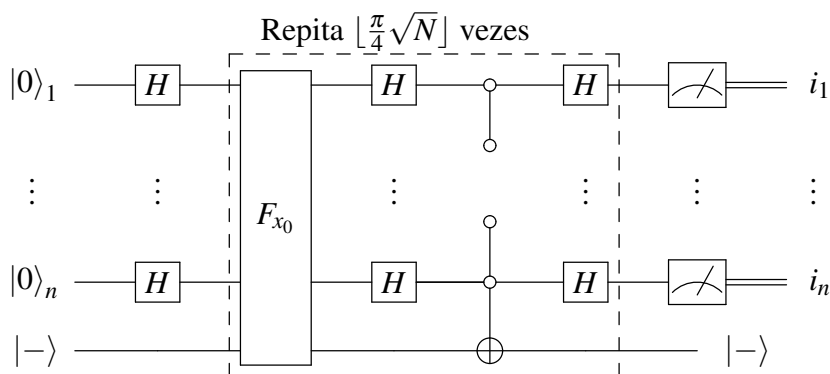 Repita ⌊π/4 √N⌋ vezes
|0⟩₁ H H H i₁
⋮ ⋮ F_{x₀} ⋮ ⋮ ⋮ ⋮
|0⟩ₙ H H H iₙ
|−⟩ |−⟩